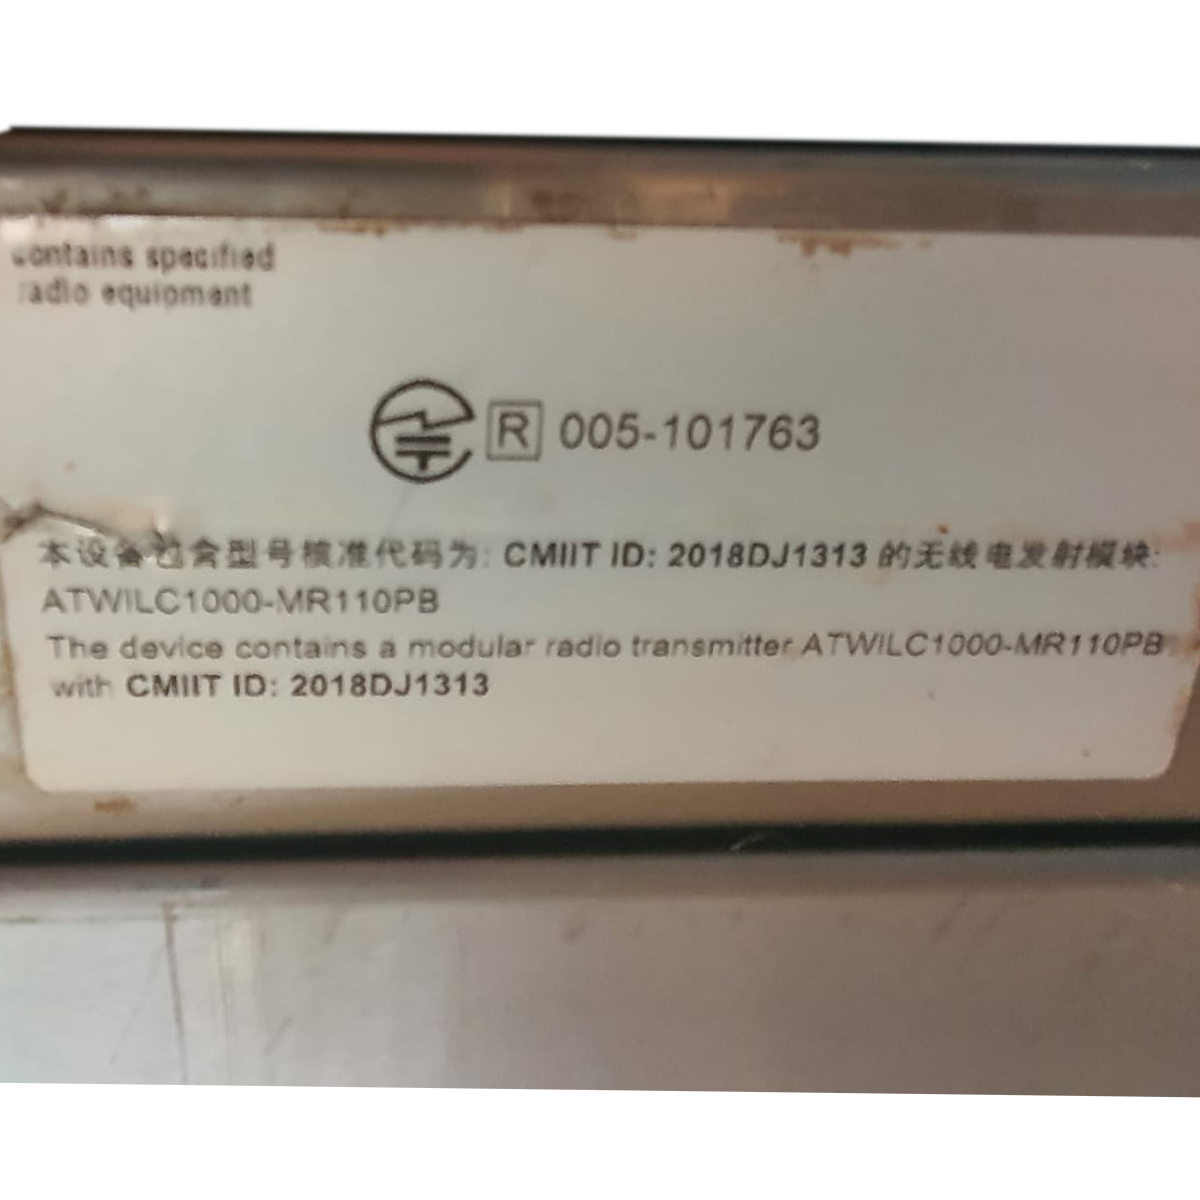 contains specified
radio equipment
R 005-101763
本设备包含型号核准代码为: CMIIT ID: 2018DJ1313 的无线电发射模块:
ATWILC1000-MR110PB
The device contains a modular radio transmitter ATWILC1000-MR110PB
with CMIIT ID: 2018DJ1313